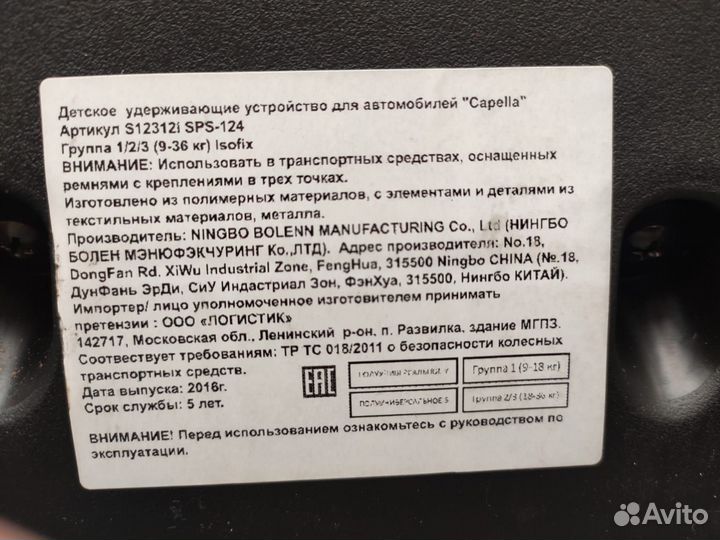 Детское удерживающие устройство для автомобилей "Capella"
Артикул S12312i SPS-124
Группа 1/2/3 (9-36 кг) Isofix
ВНИМАНИЕ: Использовать в транспортных средствах, оснащенных
ремнями с креплениями в трех точках.
Изготовлено из полимерных материалов, с элементами и деталями из
текстильных материалов, металла.
Производитель: NINGBO BOLENN MANUFACTURING Co., Ltd (НИНГБО
БОЛЕН МЭНЮФЭКЧУРИНГ Ко.,ЛТД). Адрес производителя: No.18,
DongFan Rd. XiWu Industrial Zone, FengHua, 315500 Ningbo CHINA (№.18,
ДунФань ЭрДи, СиУ Индастриал Зон, ФэнХуа, 315500, Нингбо КИТАЙ).
Импортер/ лицо уполномоченное изготовителем принимать
претензии : ООО «ЛОГИСТИК»
142717, Московская обл., Ленинский р-он, п. Развилка, здание МГПЗ.
Соотвествует требованиям: ТР ТС 018/2011 о безопасности колесных
транспортных средств.
Дата выпуска: 2016г.
Срок службы: 5 лет.
EAC
Группа 1 (9-18 кг)
ПОЛУУНИВЕРСАЛЬНОЕ
Группа 2/3 (18-36 кг)
ВНИМАНИЕ! Перед использованием ознакомьтесь с руководством по
эксплуатации.
Avito